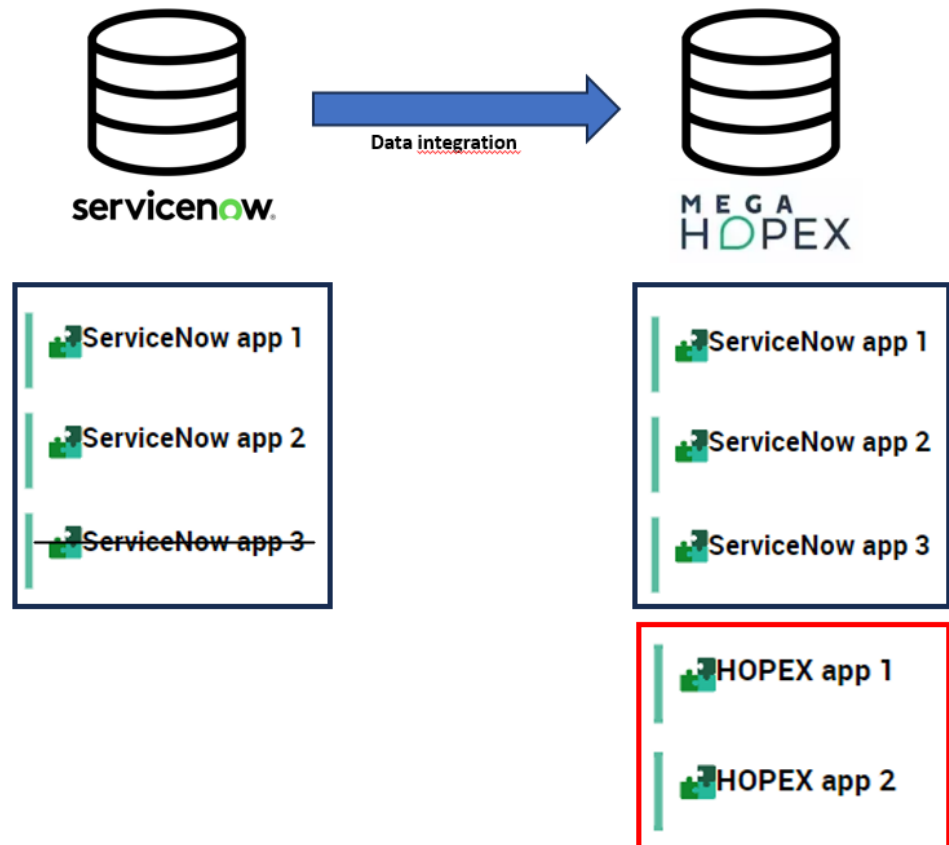 Data integration
servicenow.
MEGA
HOPEX
ServiceNow app 1
ServiceNow app 2
ServiceNow app 3
ServiceNow app 1
ServiceNow app 2
ServiceNow app 3
HOPEX app 1
HOPEX app 2